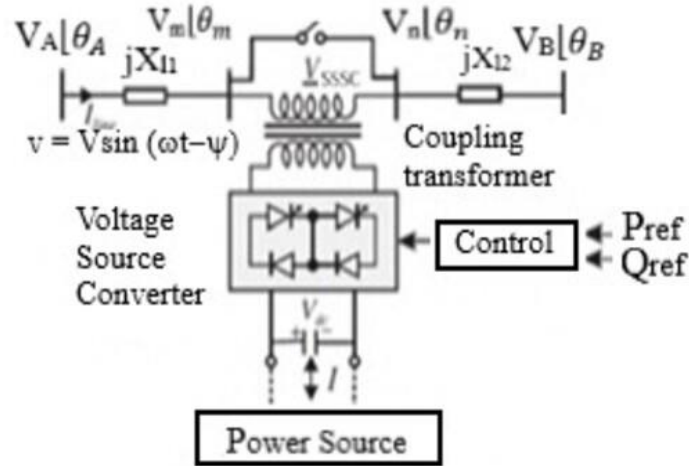 V_A⌊θ_A V_m⌊θ_m V_n⌊θ_n V_B⌊θ_B
jX_l1 V_SSSC jX_l2
I_line
v = Vsin (ωt−ψ)
Coupling
transformer
Voltage
Source
Converter
Control
Pref
Qref
V_dc
+ -
I
Power Source